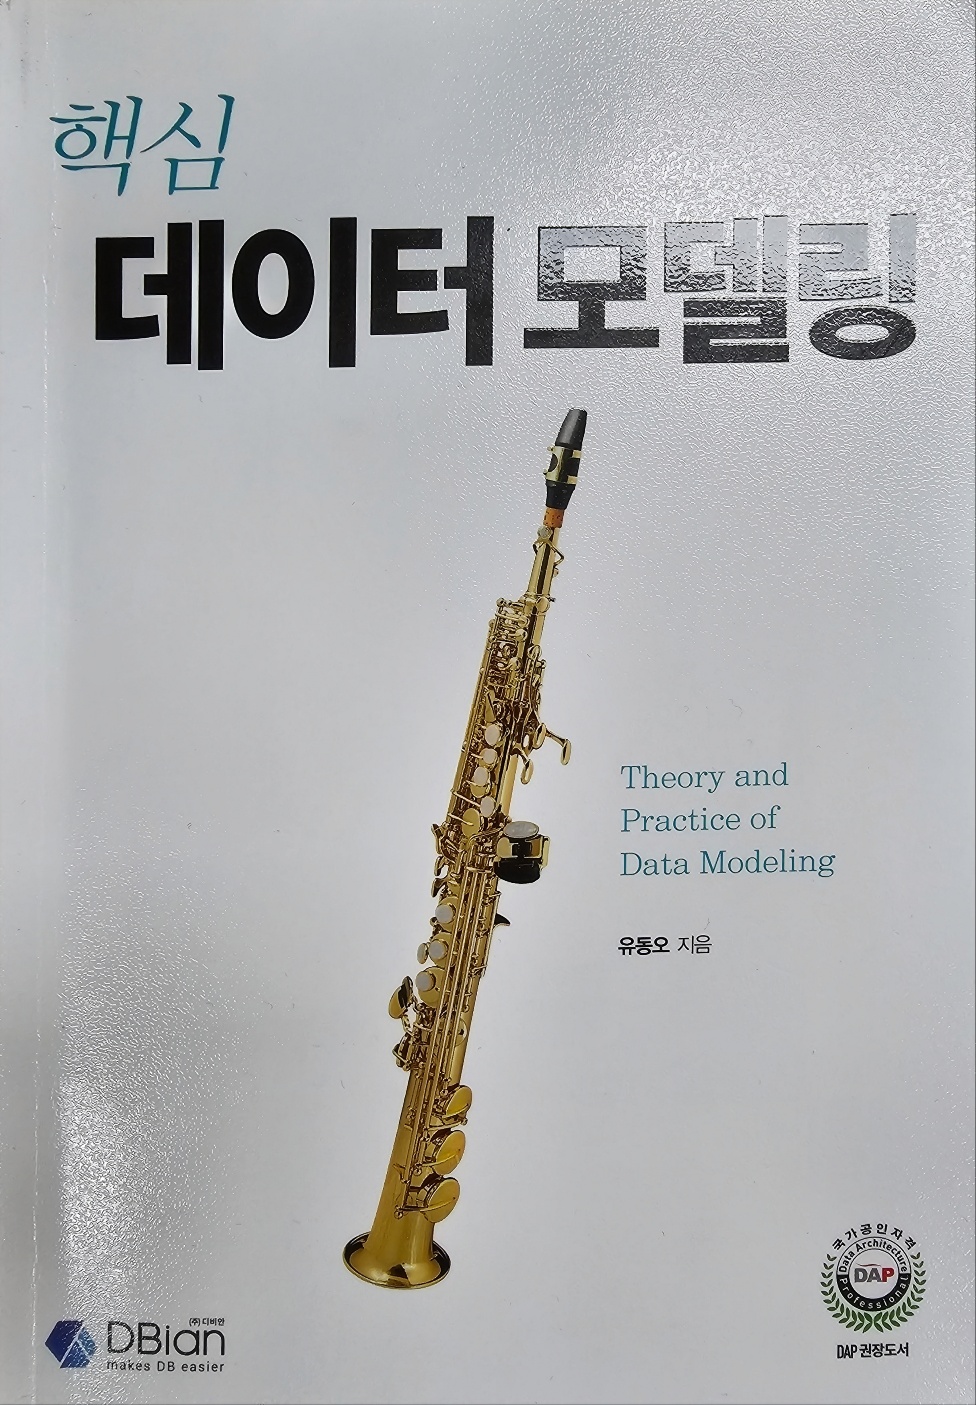 핵심
데이터 모델링
Theory and
Practice of
Data Modeling
유동오 지음
(주)디비안
DBian
makes DB easier
국가공인자격
Data Architecture
Professional
DAP
DAP 권장도서